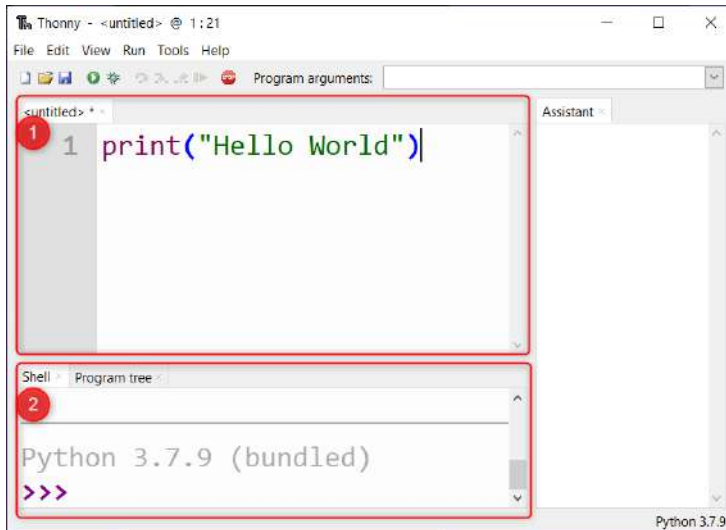 Thonny - <untitled> @ 1:21
File Edit View Run Tools Help
Program arguments:
<untitled> *
Assistant
1
1 print("Hello World")
Shell
Program tree
2
Python 3.7.9 (bundled)
>>>
Python 3.7.9